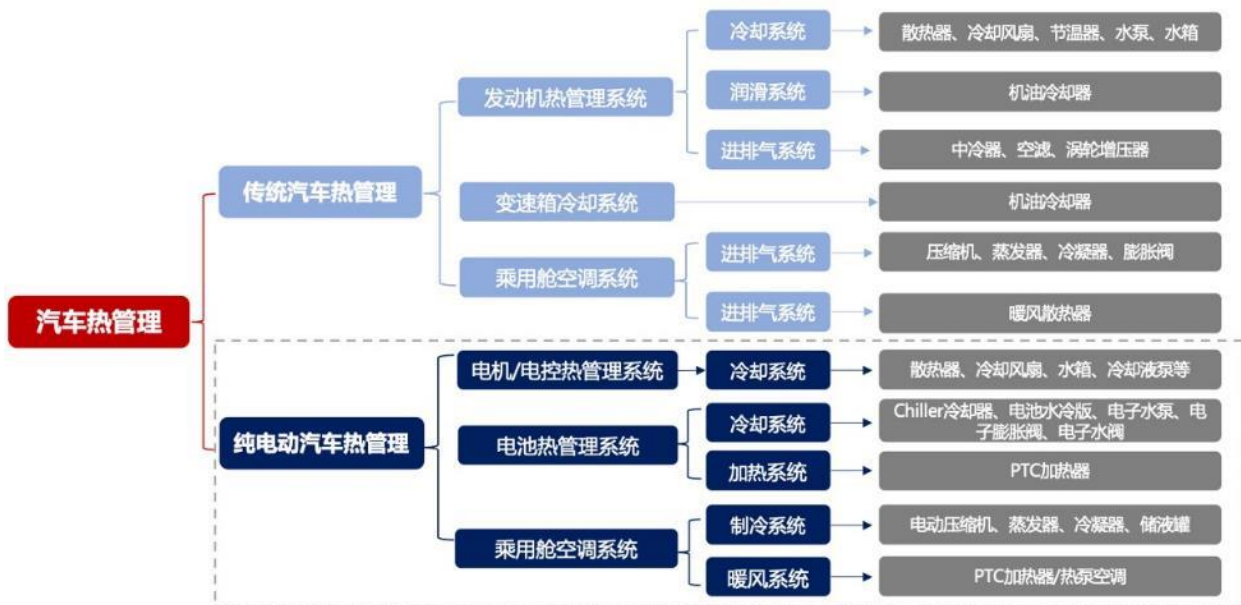 汽车热管理
传统汽车热管理
发动机热管理系统
冷却系统
散热器、冷却风扇、节温器、水泵、水箱
润滑系统
机油冷却器
进排气系统
中冷器、空滤、涡轮增压器
变速箱冷却系统
机油冷却器
乘用舱空调系统
进排气系统
压缩机、蒸发器、冷凝器、膨胀阀
进排气系统
暖风散热器
纯电动汽车热管理
电机/电控热管理系统
冷却系统
散热器、冷却风扇、水箱、冷却液泵等
电池热管理系统
冷却系统
Chiller冷却器、电池水冷版、电子水泵、电
子膨胀阀、电子水阀
加热系统
PTC加热器
乘用舱空调系统
制冷系统
电动压缩机、蒸发器、冷凝器、储液罐
暖风系统
PTC加热器/热泵空调